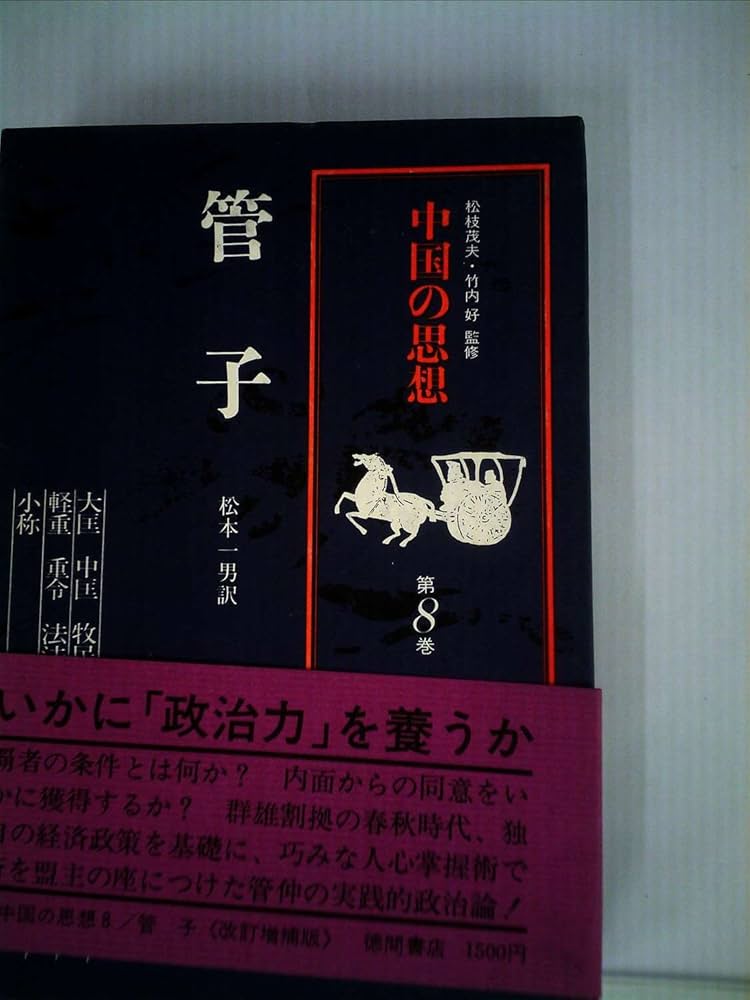 松枝茂夫・竹内 好 監修
中国の思想
第8巻
管子
松本一男訳
大匡 中匡 牧民
軽重 重令 法法
小称
いかに「政治力」を養うか
覇者の条件とは何か? 内面からの同意をい
かに獲得するか? 群雄割拠の春秋時代、独
自の経済政策を基礎に、巧みな人心掌握術で
を盟主の座につけた管仲の実践的政治論!
中国の思想8/管 子〈改訂増補版〉 徳間書店 1500円